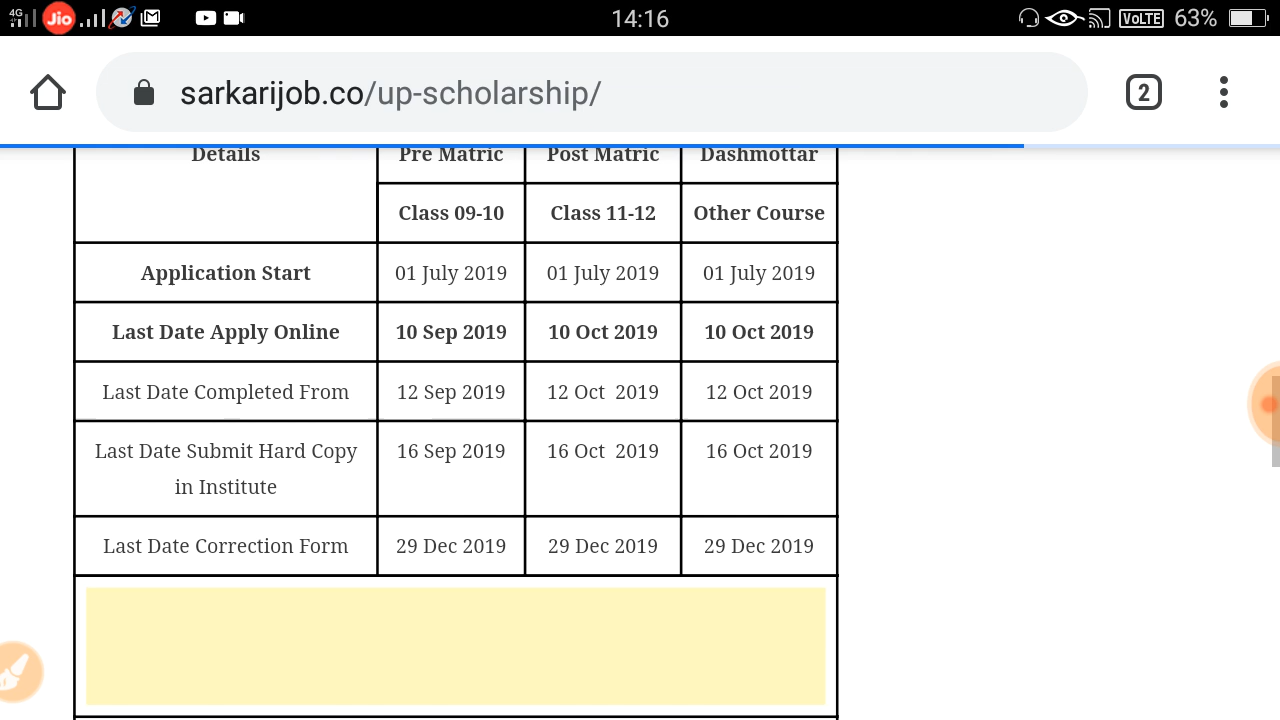 4G Jio 14:16 VoLTE 63%
sarkarijob.co/up-scholarship/ 2
Details Pre Matric Post Matric Dashmottar
Class 09-10 Class 11-12 Other Course
Application Start 01 July 2019 01 July 2019 01 July 2019
Last Date Apply Online 10 Sep 2019 10 Oct 2019 10 Oct 2019
Last Date Completed From 12 Sep 2019 12 Oct 2019 12 Oct 2019
Last Date Submit Hard Copy 16 Sep 2019 16 Oct 2019 16 Oct 2019
in Institute
Last Date Correction Form 29 Dec 2019 29 Dec 2019 29 Dec 2019